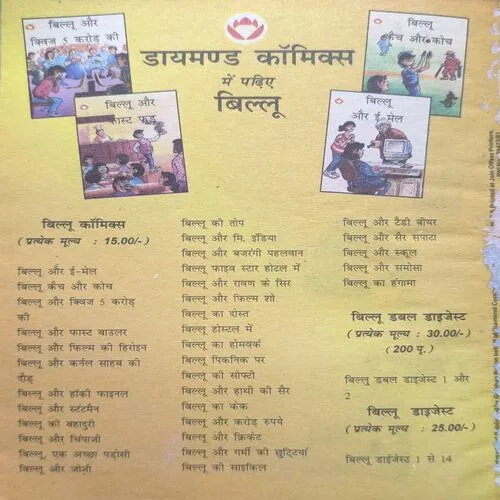 बिल्लू और
क्विज 5 करोड़ की
बिल्लू
कैच और कोच
डायमण्ड कॉमिक्स
में पढ़िए
बिल्लू
बिल्लू और
फास्ट फूड
बिल्लू
और ई मेल
बिल्लू कॉमिक्स
(प्रत्येक मूल्य : 15.00/-)
बिल्लू और ई-मेल
बिल्लू कैंच और कोच
बिल्लू और क्विज 5 करोड़
की
बिल्लू और फास्ट बाउलर
बिल्लू और फिल्म की हिरोइन
बिल्लू और कर्नल साहब की
दौड़
बिल्लू और हॉकी फाइनल
बिल्लू और स्टंटमैन
बिल्लू की बहादुरी
बिल्लू और चिंपाजी
बिल्लू, एक अच्छा पड़ोसी
बिल्लू और जोज़ी
बिल्लू की तोप
बिल्लू और मि. इंडिया
बिल्लू और बजरंगी पहलवान
बिल्लू फाइव स्टार होटल में
बिल्लू और रावण के सिर
बिल्लू और फिल्म शो
बिल्लू का दोस्त
बिल्लू होस्टल में
बिल्लू का होमवर्क
बिल्लू पिकनिक पर
बिल्लू की सोफ्टी
बिल्लू और हाथी की सैर
बिल्लू का केक
बिल्लू और करोड़ रुपये
बिल्लू और क्रिकेट
बिल्लू और गर्मी की छुट्टियां
बिल्लू की साइकिल
बिल्लू और टैडी बीयर
बिल्लू और सैर सपाटा
बिल्लू और स्कूल
बिल्लू और समोसा
बिल्लू का हंगामा
बिल्लू डबल डाइजेस्ट
(प्रत्येक मूल्य : 30.00/-)
(200 पृ.)
बिल्लू डबल डाइजेस्ट 1 और
2
बिल्लू डाइजेस्ट
(प्रत्येक मूल्य : 25.00/-)
बिल्लू डाईजेस्ट 1 से 14